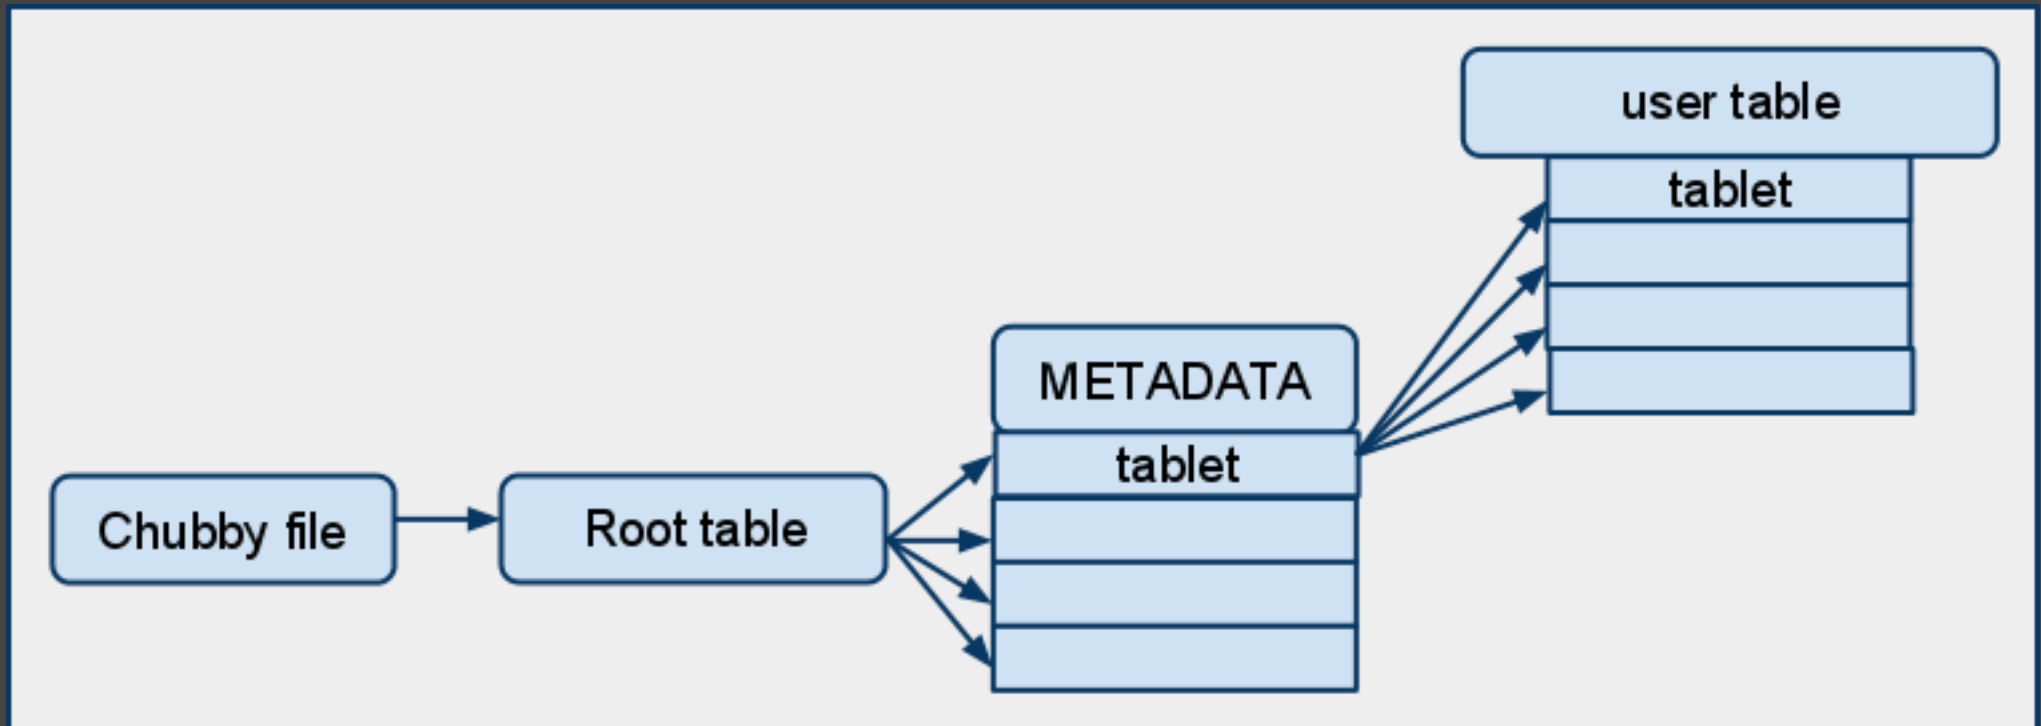 user table
tablet
METADATA
tablet
Chubby file
Root table